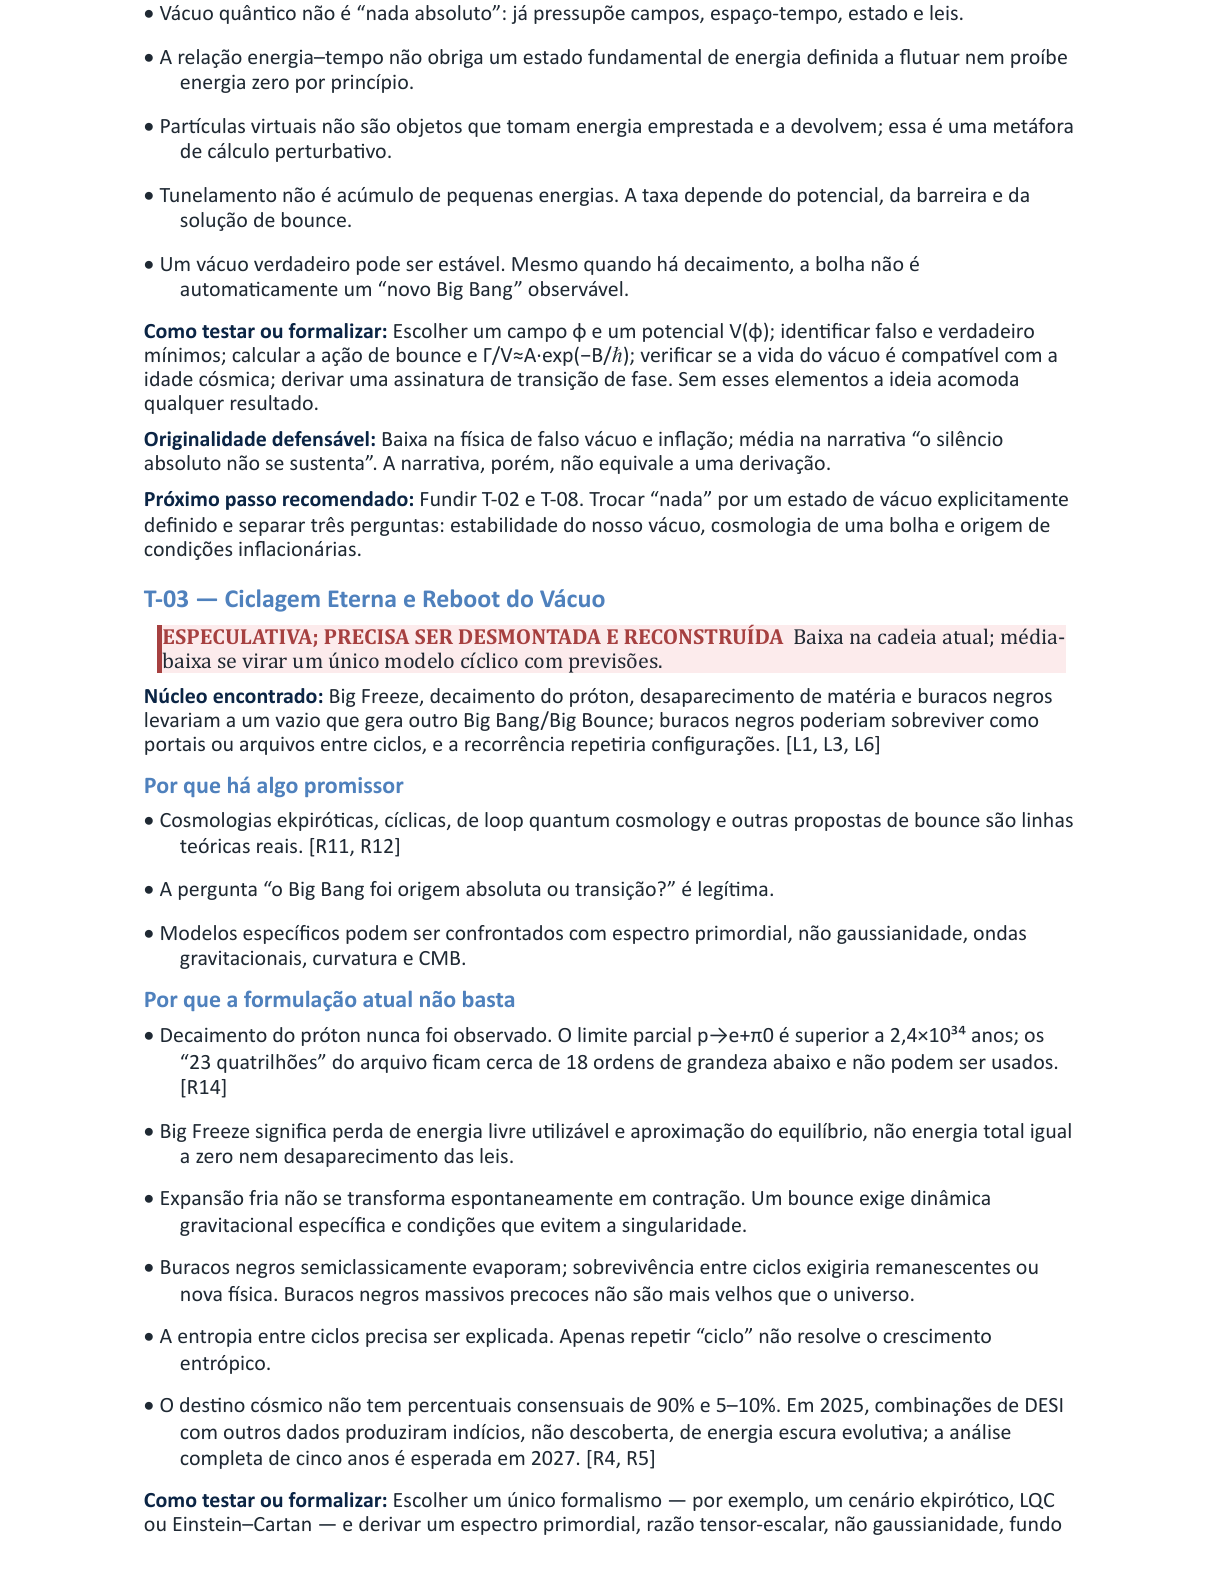 • Vácuo quântico não é “nada absoluto”: já pressupõe campos, espaço-tempo, estado e leis.
• A relação energia–tempo não obriga um estado fundamental de energia definida a flutuar nem proíbe
energia zero por princípio.
• Partículas virtuais não são objetos que tomam energia emprestada e a devolvem; essa é uma metáfora
de cálculo perturbativo.
• Tunelamento não é acúmulo de pequenas energias. A taxa depende do potencial, da barreira e da
solução de bounce.
• Um vácuo verdadeiro pode ser estável. Mesmo quando há decaimento, a bolha não é
automaticamente um “novo Big Bang” observável.
Como testar ou formalizar: Escolher um campo ϕ e um potencial V(ϕ); identificar falso e verdadeiro
mínimos; calcular a ação de bounce e Γ/V≈A·exp(−B/ℏ); verificar se a vida do vácuo é compatível com a
idade cósmica; derivar uma assinatura de transição de fase. Sem esses elementos a ideia acomoda
qualquer resultado.
Originalidade defensável: Baixa na física de falso vácuo e inflação; média na narrativa “o silêncio
absoluto não se sustenta”. A narrativa, porém, não equivale a uma derivação.
Próximo passo recomendado: Fundir T-02 e T-08. Trocar “nada” por um estado de vácuo explicitamente
definido e separar três perguntas: estabilidade do nosso vácuo, cosmologia de uma bolha e origem de
condições inflacionárias.
T-03 — Ciclagem Eterna e Reboot do Vácuo
ESPECULATIVA; PRECISA SER DESMONTADA E RECONSTRUÍDA Baixa na cadeia atual; média-
baixa se virar um único modelo cíclico com previsões.
Núcleo encontrado: Big Freeze, decaimento do próton, desaparecimento de matéria e buracos negros
levariam a um vazio que gera outro Big Bang/Big Bounce; buracos negros poderiam sobreviver como
portais ou arquivos entre ciclos, e a recorrência repetiria configurações. [L1, L3, L6]
Por que há algo promissor
• Cosmologias ekpiróticas, cíclicas, de loop quantum cosmology e outras propostas de bounce são linhas
teóricas reais. [R11, R12]
• A pergunta “o Big Bang foi origem absoluta ou transição?” é legítima.
• Modelos específicos podem ser confrontados com espectro primordial, não gaussianidade, ondas
gravitacionais, curvatura e CMB.
Por que a formulação atual não basta
• Decaimento do próton nunca foi observado. O limite parcial p→e+π0 é superior a 2,4×10³⁴ anos; os
“23 quatrilhões” do arquivo ficam cerca de 18 ordens de grandeza abaixo e não podem ser usados.
[R14]
• Big Freeze significa perda de energia livre utilizável e aproximação do equilíbrio, não energia total igual
a zero nem desaparecimento das leis.
• Expansão fria não se transforma espontaneamente em contração. Um bounce exige dinâmica
gravitacional específica e condições que evitem a singularidade.
• Buracos negros semiclassicamente evaporam; sobrevivência entre ciclos exigiria remanescentes ou
nova física. Buracos negros massivos precoces não são mais velhos que o universo.
• A entropia entre ciclos precisa ser explicada. Apenas repetir “ciclo” não resolve o crescimento
entrópico.
• O destino cósmico não tem percentuais consensuais de 90% e 5–10%. Em 2025, combinações de DESI
com outros dados produziram indícios, não descoberta, de energia escura evolutiva; a análise
completa de cinco anos é esperada em 2027. [R4, R5]
Como testar ou formalizar: Escolher um único formalismo — por exemplo, um cenário ekpirótico, LQC
ou Einstein–Cartan — e derivar um espectro primordial, razão tensor-escalar, não gaussianidade, fundo